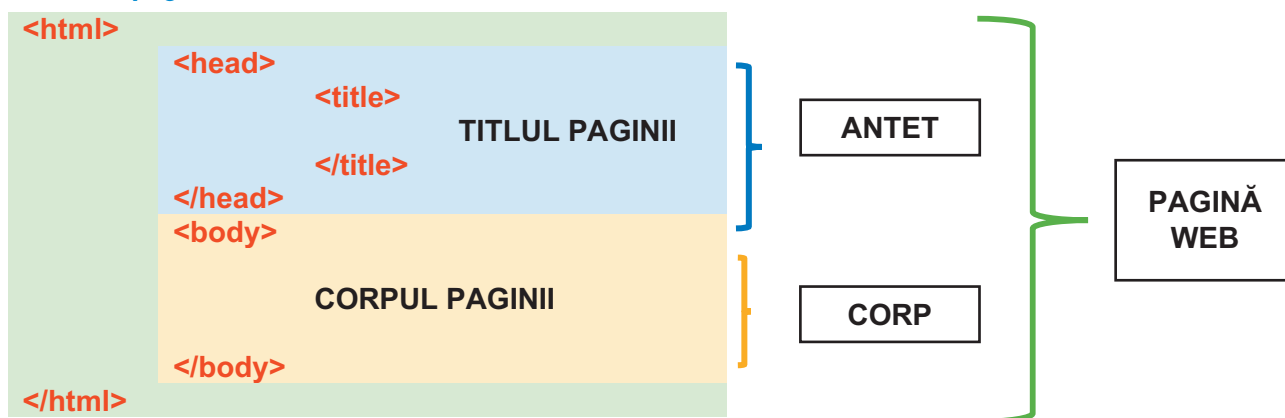 <html>
<head>
<title>
TITLUL PAGINII
</title>
</head>
<body>
CORPUL PAGINII
</body>
</html>
ANTET
CORP
PAGINĂ
WEB